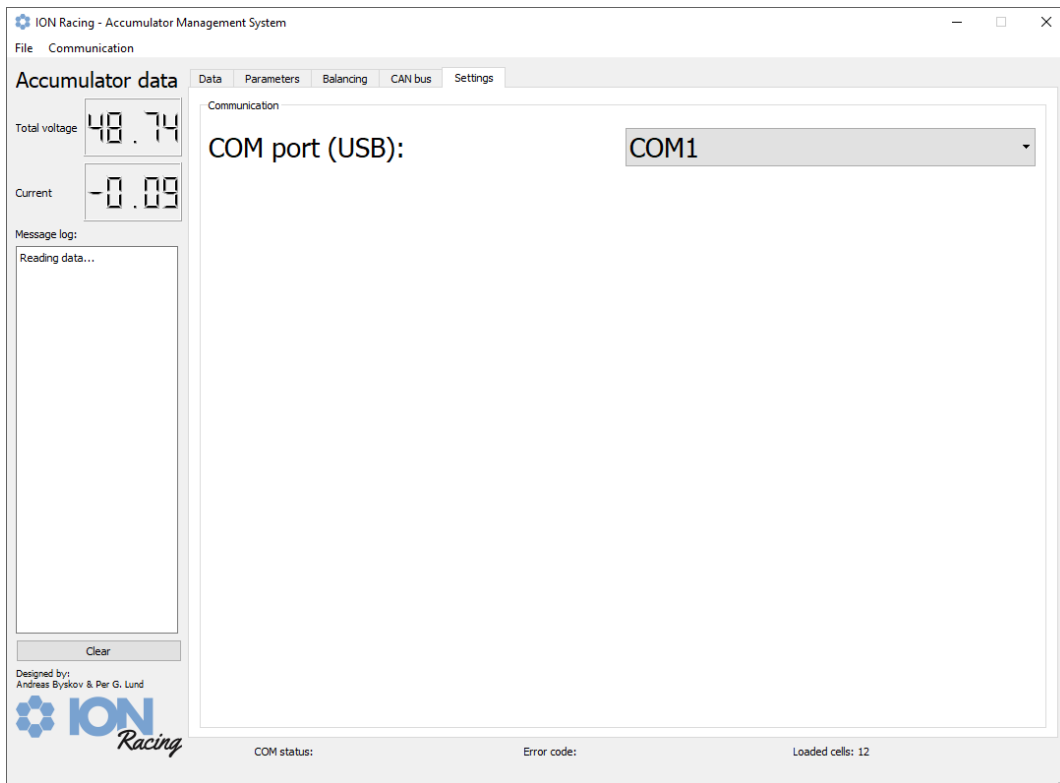 ION Racing - Accumulator Management System
File Communication
Accumulator data
Data Parameters Balancing CAN bus Settings
Total voltage 48.74
Current -0.09
Message log:
Reading data...
Clear
Designed by:
Andreas Byskov & Per G. Lund
ION
Racing
Communication
COM port (USB): COM1
COM status: Error code: Loaded cells: 12